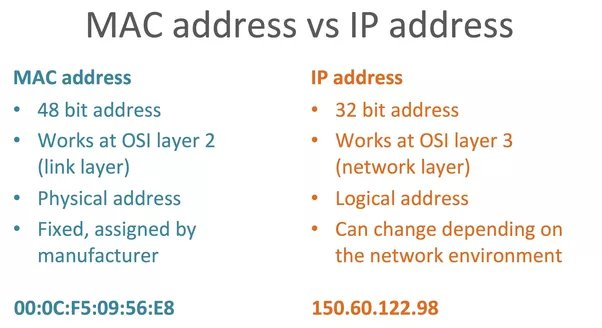 MAC address vs IP address
MAC address
• 48 bit address
• Works at OSI layer 2
(link layer)
• Physical address
• Fixed, assigned by
manufacturer
00:0C:F5:09:56:E8
IP address
• 32 bit address
• Works at OSI layer 3
(network layer)
• Logical address
• Can change depending on
the network environment
150.60.122.98